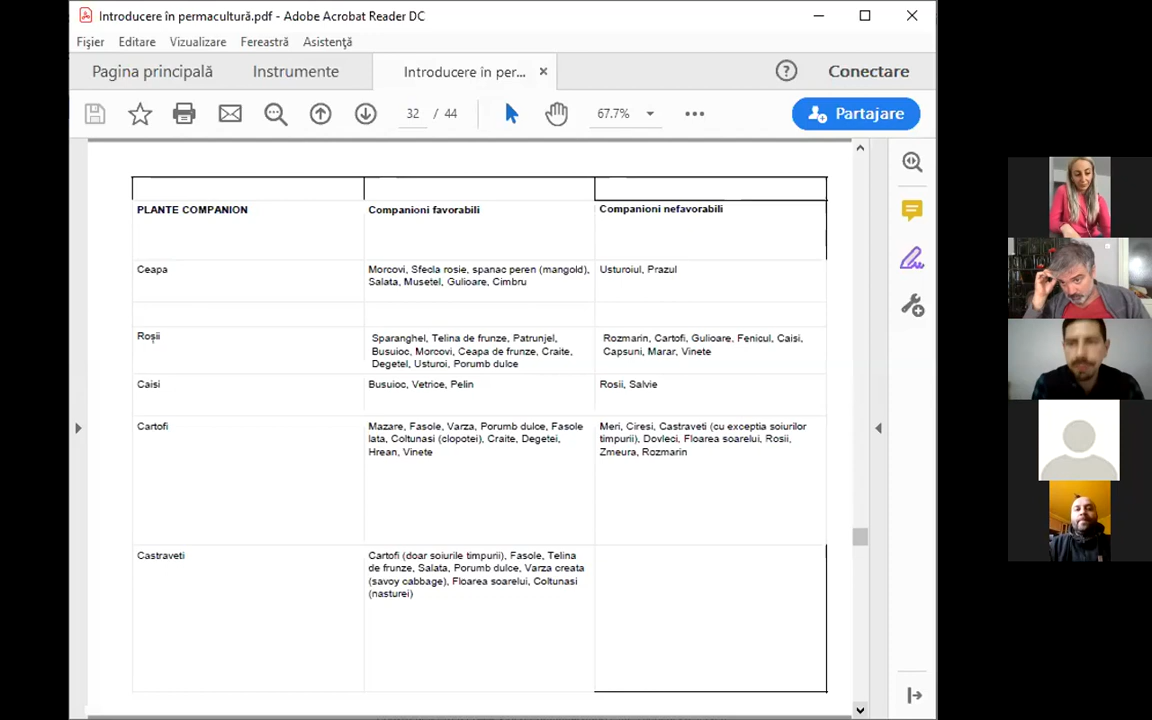 Introducere în permacultură.pdf - Adobe Acrobat Reader DC
Fișier Editare Vizualizare Fereastră Asistență
Pagina principală Instrumente Introducere în per... Conectare
32 / 44 67.7% Partajare
PLANTE COMPANION
Companioni favorabili
Companioni nefavorabili
Ceapa
Morcovi, Sfecla rosie, spanac peren (mangold),
Salata, Musetel, Gulioare, Cimbru
Usturoiul, Prazul
Roșii
Sparanghel, Telina de frunze, Patrunjel,
Busuioc, Morcovi, Ceapa de frunze, Craite,
Degetel, Usturoi, Porumb dulce
Rozmarin, Cartofi, Gulioare, Fenicul, Caisi,
Capsuni, Marar, Vinete
Caisi
Busuioc, Vetrice, Pelin
Rosii, Salvie
Cartofi
Mazare, Fasole, Varza, Porumb dulce, Fasole
lata, Coltunasi (clopotei), Craite, Degetei,
Hrean, Vinete
Meri, Ciresi, Castraveti (cu exceptia soiurilor
timpurii), Dovleci, Floarea soarelui, Rosii,
Zmeura, Rozmarin
Castraveti
Cartofi (doar soiurile timpurii), Fasole, Telina
de frunze, Salata, Porumb dulce, Varza creata
(savoy cabbage), Floarea soarelui, Coltunasi
(nasturei)